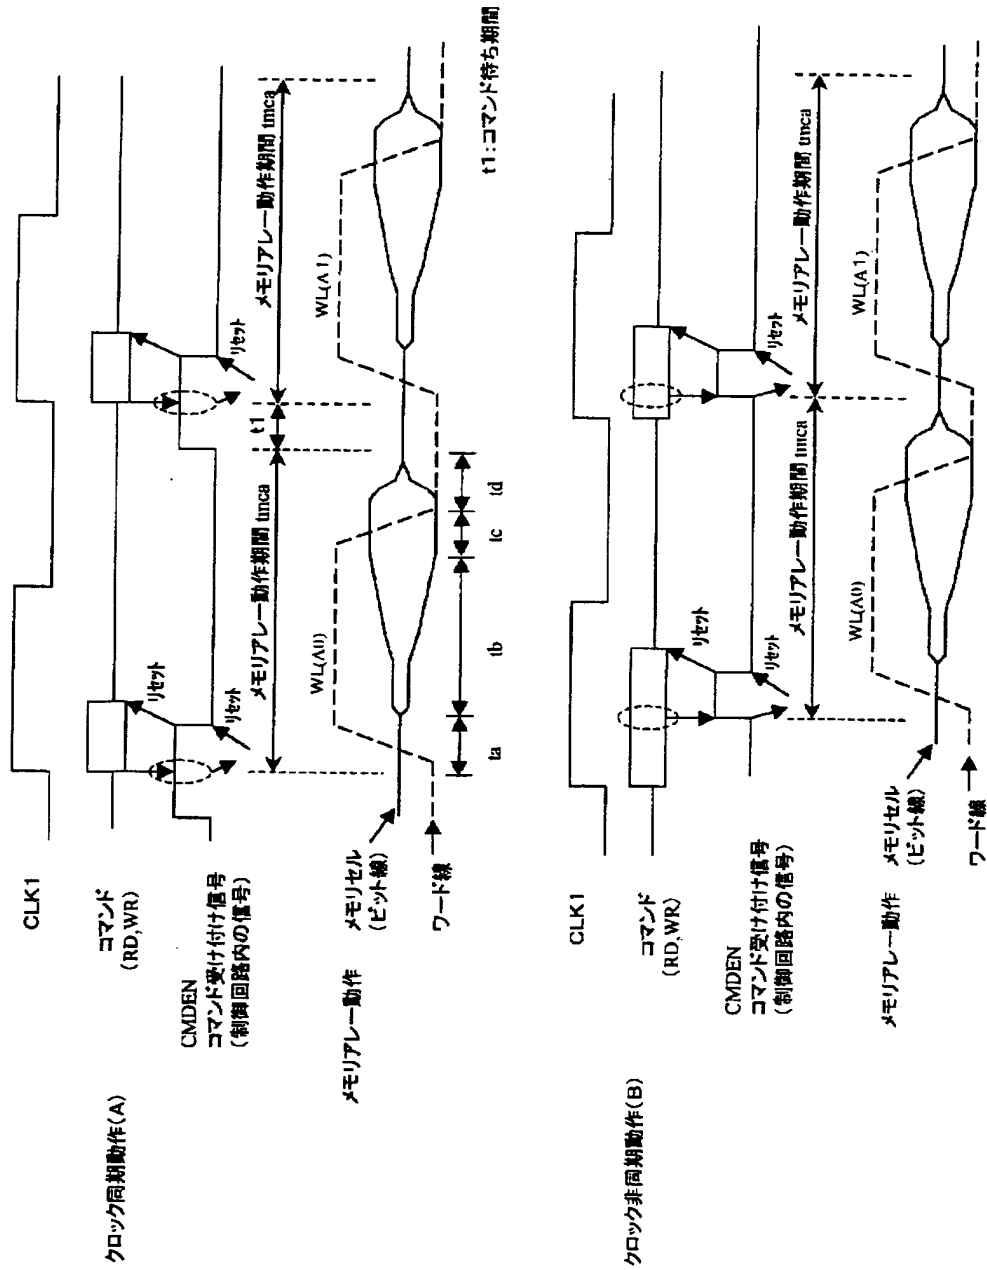 クロック同期動作(A)
CLK1
コマンド
(RD,WR)
リセット
CMDEN
コマンド受け付け信号
(制御回路内の信号)
リセット
リセット
メモリアレー動作期間 tmca
t1
メモリアレー動作期間 tmca
メモリアレー動作
メモリセル
(ビット線)
ワード線
WL(A0)
WL(A1)
ta
tb
tc
td
t1:コマンド待ち期間
クロック非同期動作(B)
CLK1
コマンド
(RD,WR)
リセット
CMDEN
コマンド受け付け信号
(制御回路内の信号)
リセット
リセット
メモリアレー動作期間 tmca
メモリアレー動作期間 tmca
メモリアレー動作
メモリセル
(ビット線)
ワード線
WL(A0)
WL(A1)